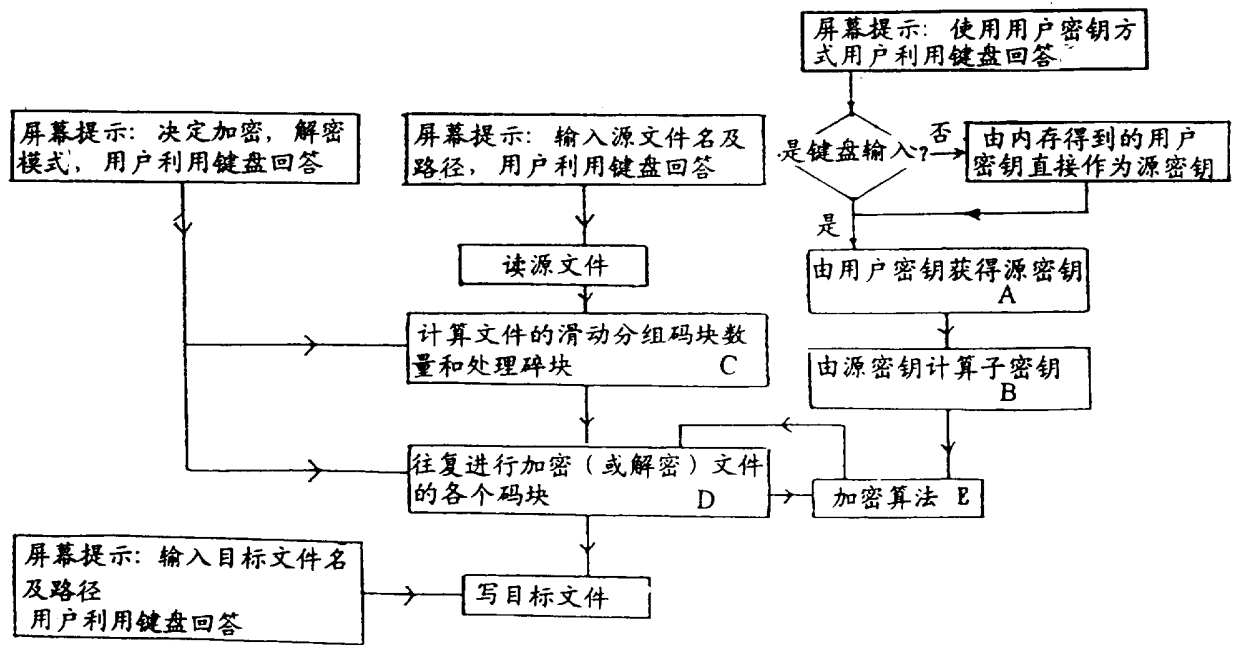 屏幕提示：使用用户密钥方
式用户利用键盘回答
屏幕提示：决定加密，解密
模式，用户利用键盘回答
屏幕提示：输入源文件名及
路径，用户利用键盘回答
是键盘输入？
否
由内存得到的用户
密钥直接作为源密钥
是
读源文件
由用户密钥获得源密钥
A
计算文件的滑动分组码块数
量和处理碎块 C
由源密钥计算子密钥
B
往复进行加密（或解密）文件
的各个码块 D
加密算法 E
屏幕提示：输入目标文件名
及路径
用户利用键盘回答
写目标文件